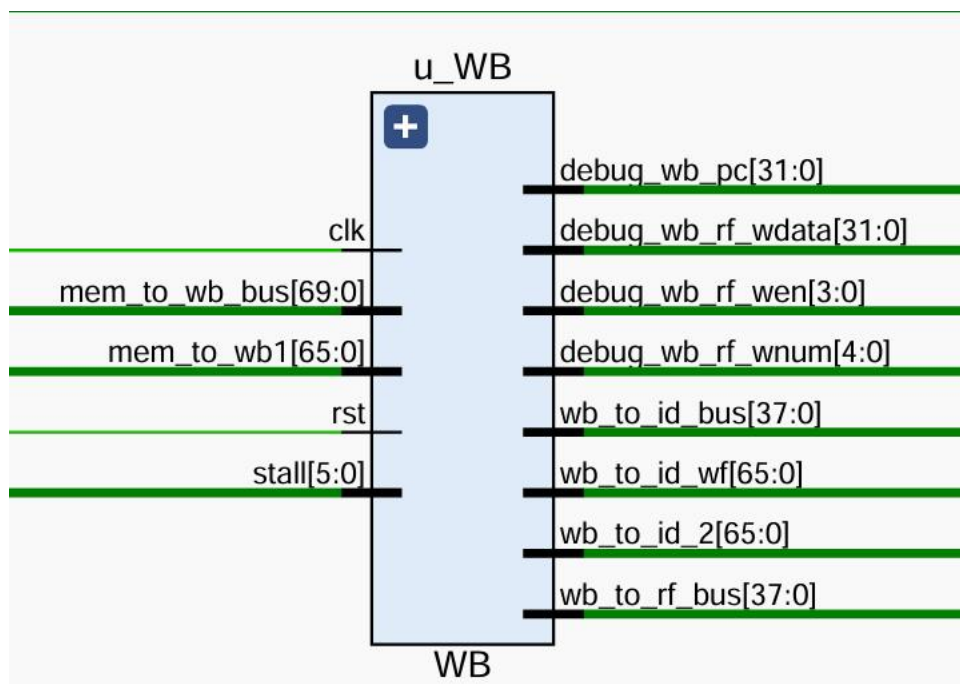 u_WB
+
debug_wb_pc[31:0]
clk
debug_wb_rf_wdata[31:0]
mem_to_wb_bus[69:0]
debug_wb_rf_wen[3:0]
mem_to_wb1[65:0]
debug_wb_rf_wnum[4:0]
rst
wb_to_id_bus[37:0]
stall[5:0]
wb_to_id_wf[65:0]
wb_to_id_2[65:0]
wb_to_rf_bus[37:0]
WB